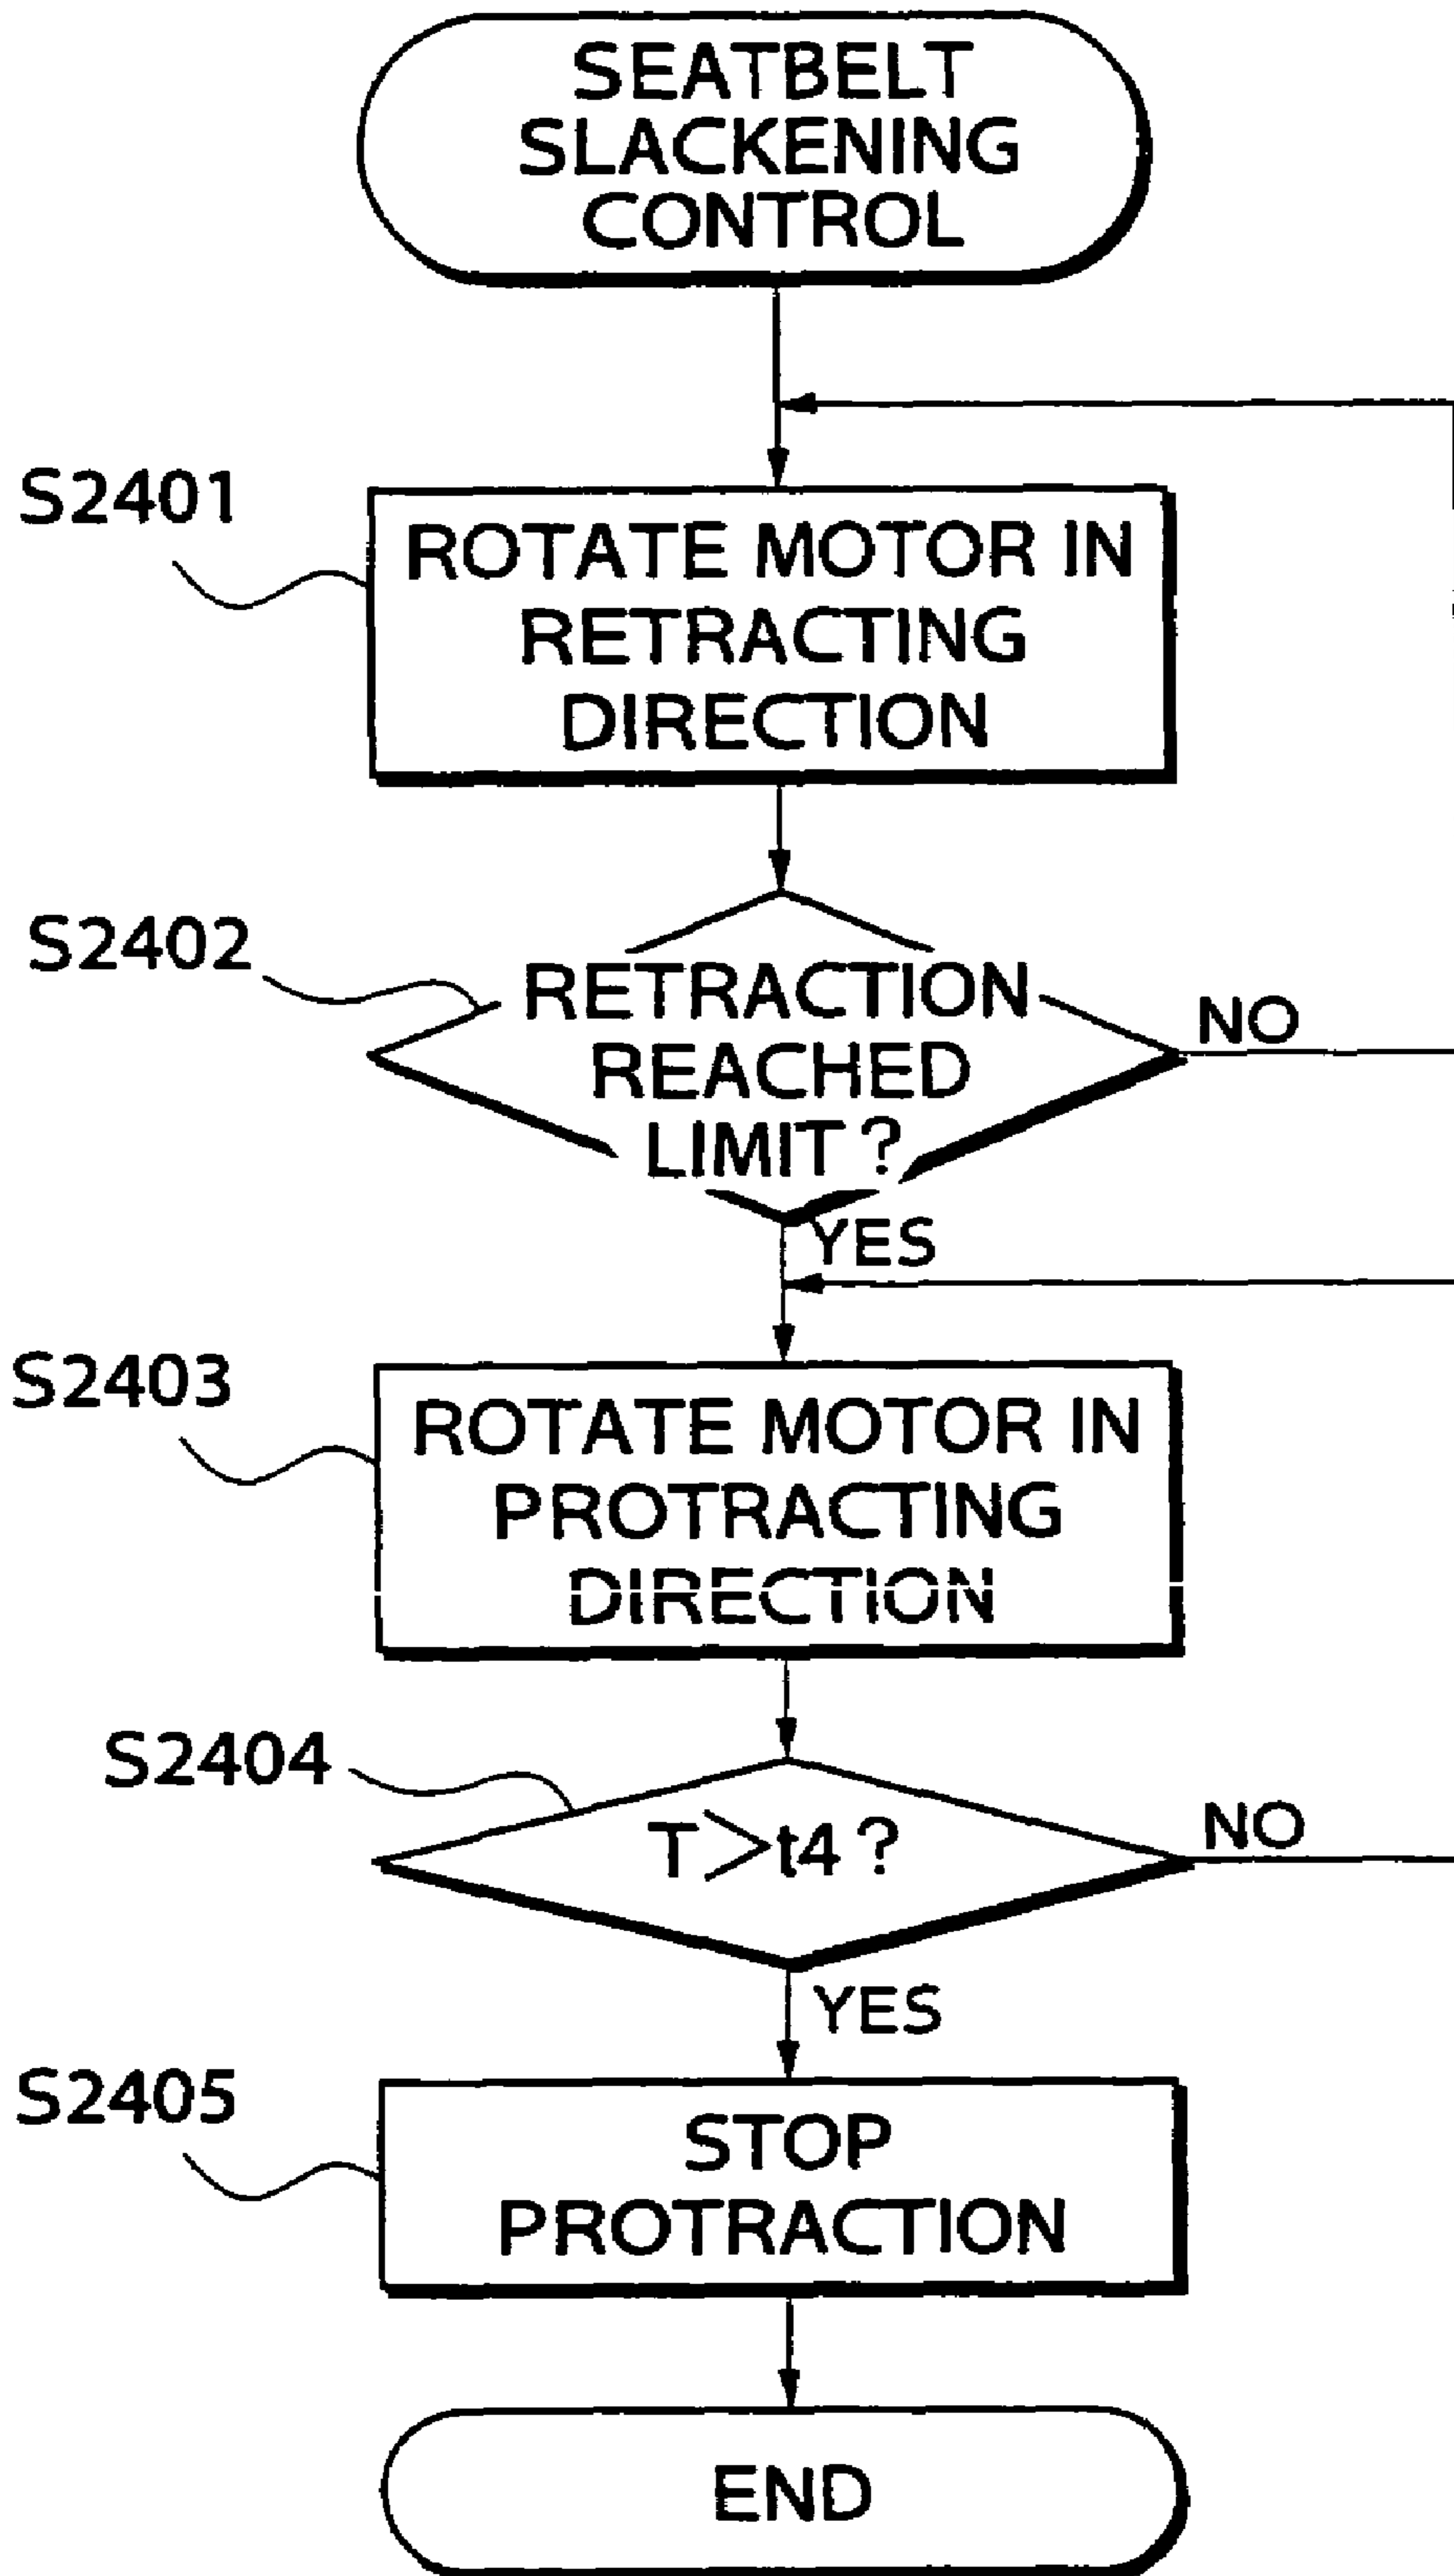 SEATBELT
SLACKENING
CONTROL
S2401
ROTATE MOTOR IN
RETRACTING
DIRECTION
S2402
RETRACTION
REACHED
LIMIT?
NO
YES
S2403
ROTATE MOTOR IN
PROTRACTING
DIRECTION
S2404
T>t4?
NO
YES
S2405
STOP
PROTRACTION
END